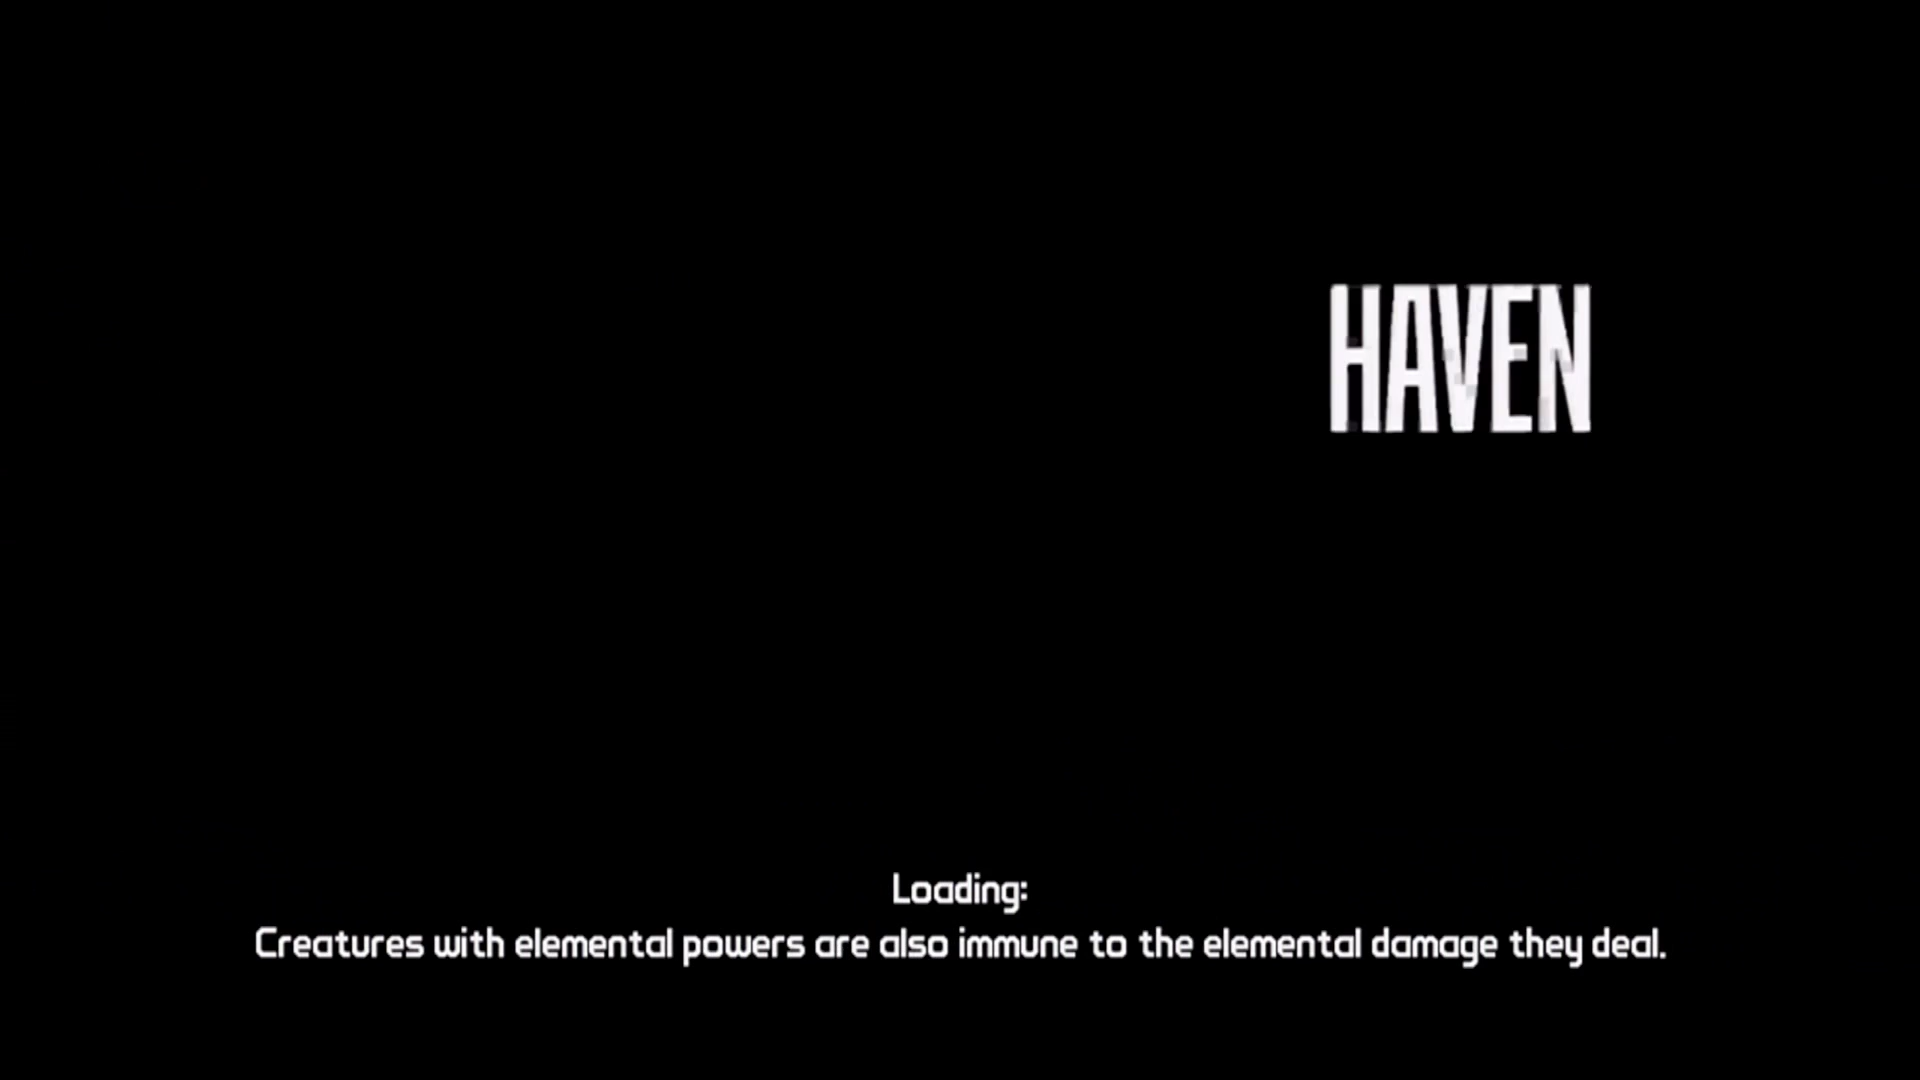 HAVEN
Loading:
Creatures with elemental powers are also immune to the elemental damage they deal.